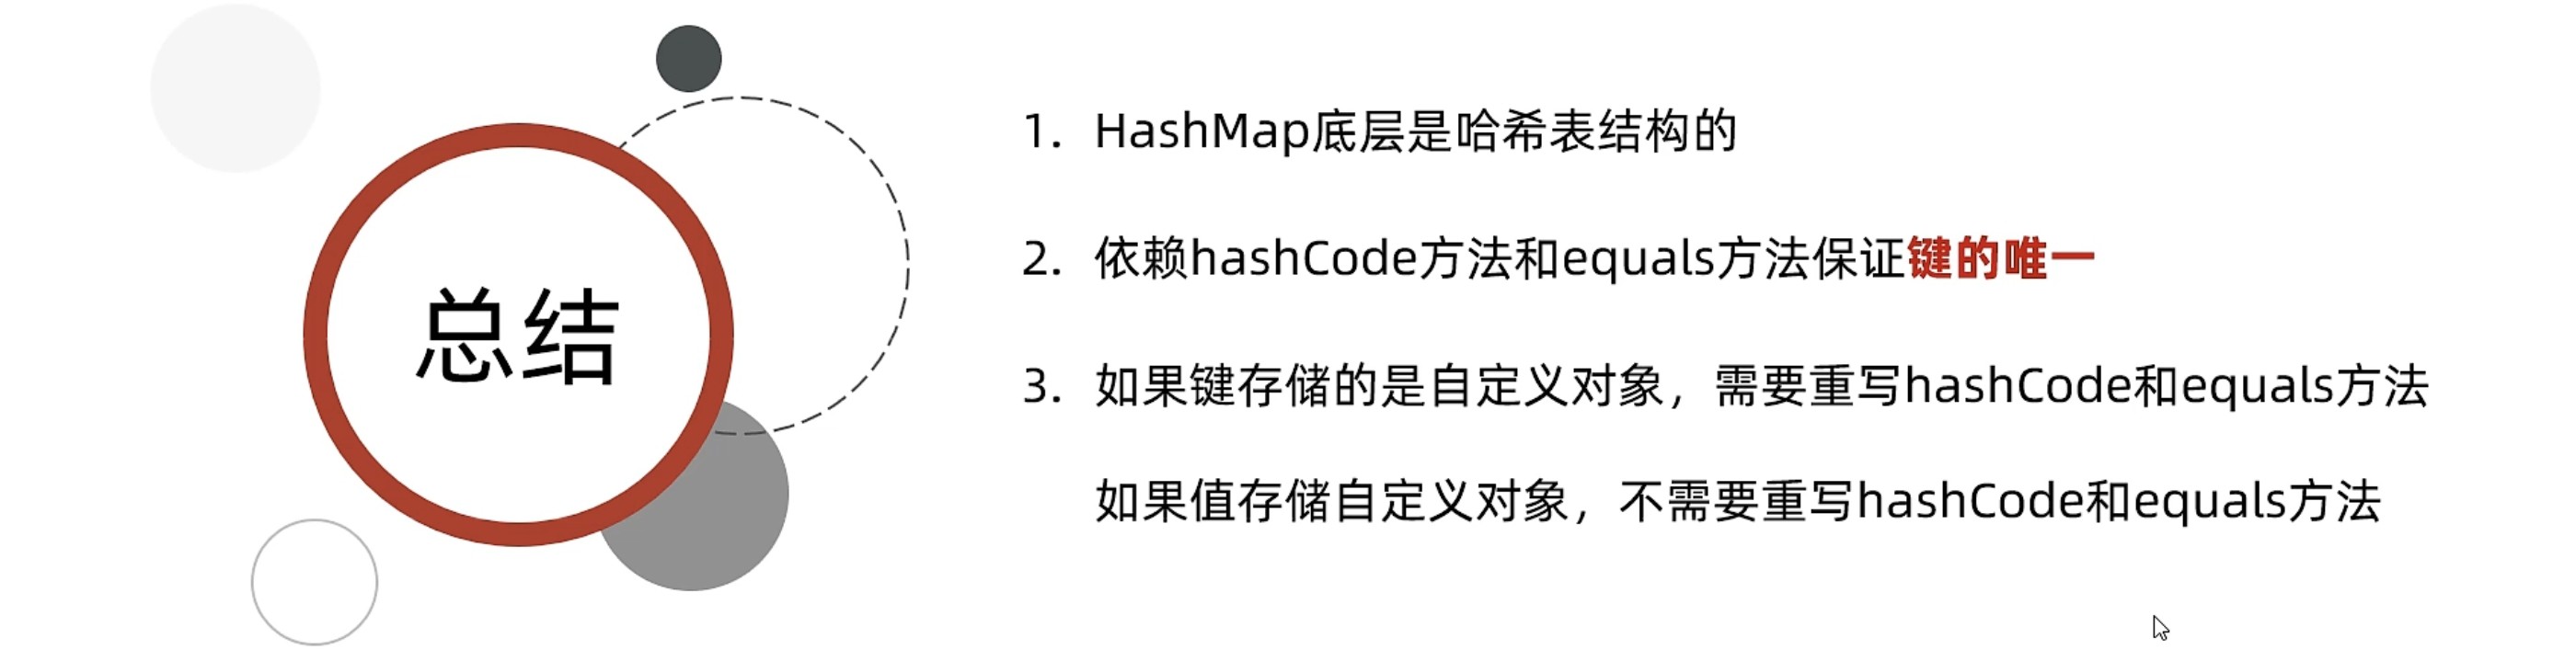 总结
1. HashMap底层是哈希表结构的
2. 依赖hashCode方法和equals方法保证键的唯一
3. 如果键存储的是自定义对象，需要重写hashCode和equals方法
如果值存储自定义对象，不需要重写hashCode和equals方法